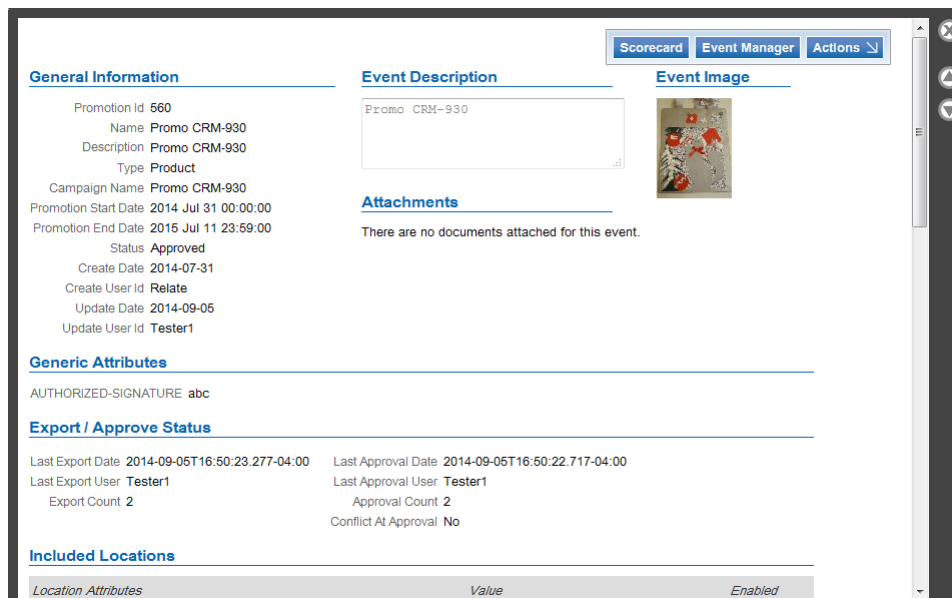 Scorecard Event Manager Actions
General Information
Promotion Id 560
Name Promo CRM-930
Description Promo CRM-930
Type Product
Campaign Name Promo CRM-930
Promotion Start Date 2014 Jul 31 00:00:00
Promotion End Date 2015 Jul 11 23:59:00
Status Approved
Create Date 2014-07-31
Create User Id Relate
Update Date 2014-09-05
Update User Id Tester1
Event Description
Promo CRM-930
Attachments
There are no documents attached for this event.
Event Image
Generic Attributes
AUTHORIZED-SIGNATURE abc
Export / Approve Status
Last Export Date 2014-09-05T16:50:23.277-04:00
Last Export User Tester1
Export Count 2
Last Approval Date 2014-09-05T16:50:22.717-04:00
Last Approval User Tester1
Approval Count 2
Conflict At Approval No
Included Locations
Location Attributes Value Enabled